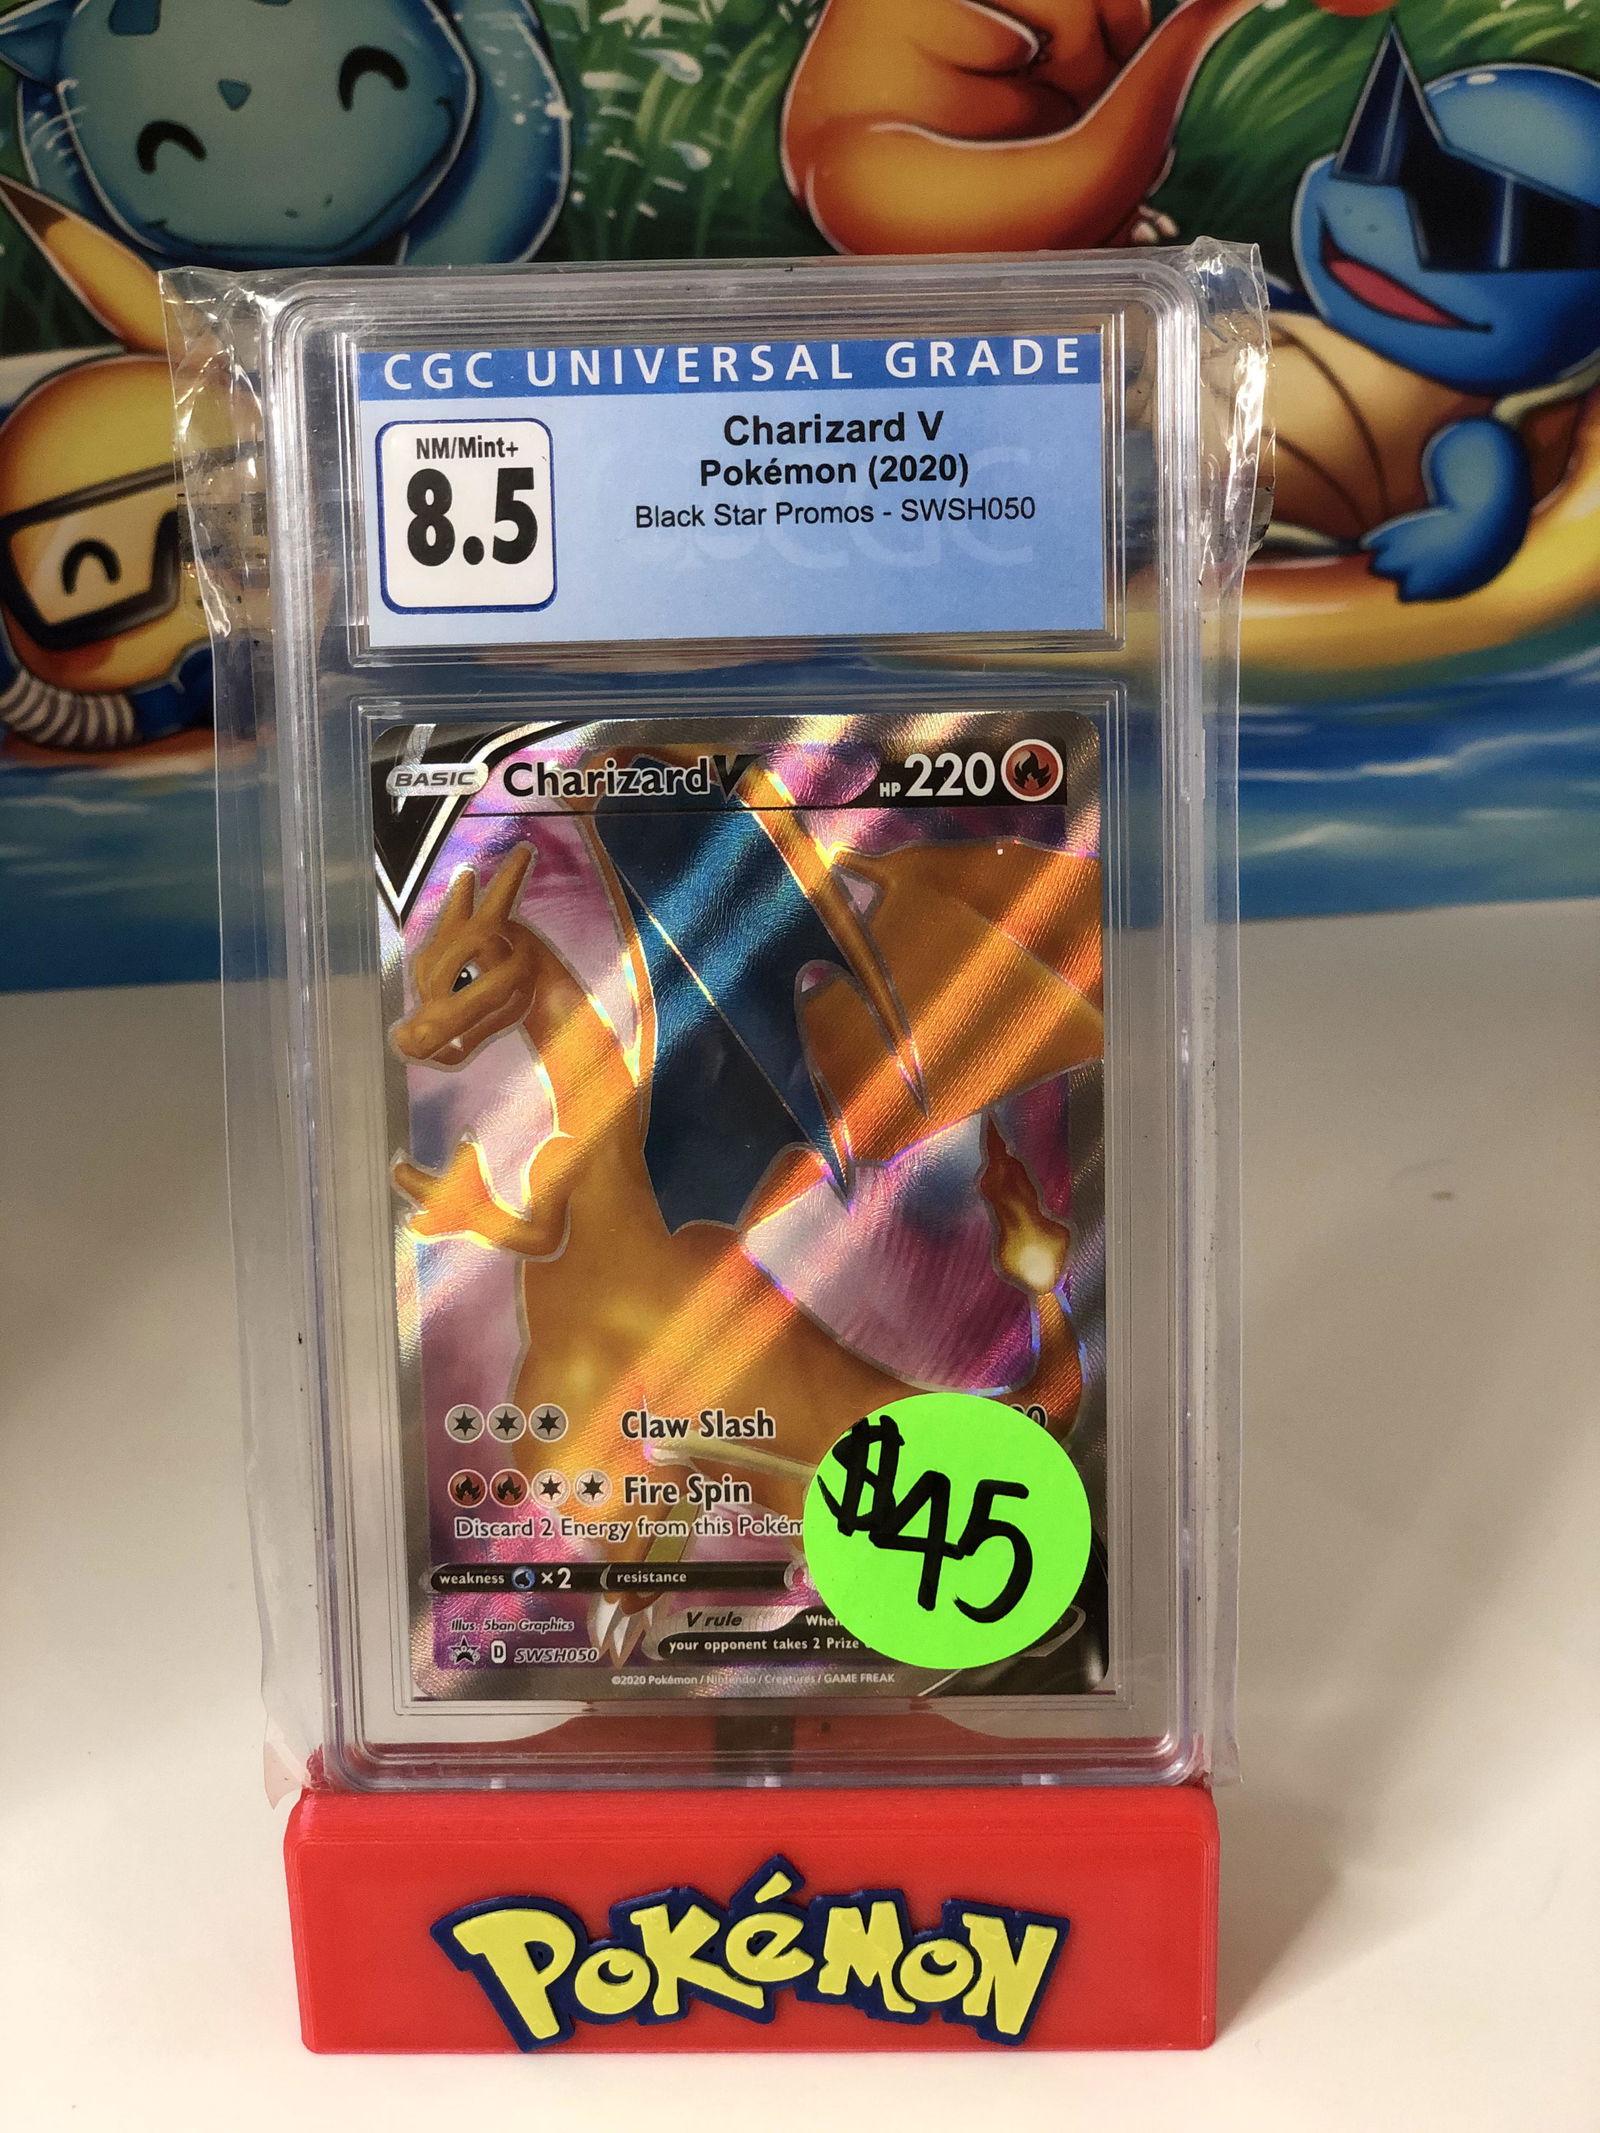 CGC UNIVERSAL GRADE
NM/Mint+
8.5
Charizard V
Pokémon (2020)
Black Star Promos - SWSH050
BASIC Charizard V HP 220
Claw Slash
Fire Spin
Discard 2 Energy from this Pokém
$45
weakness ×2 resistance
Illus. 5ban Graphics
V rule Whe
D SWSH050
your opponent takes 2 Prize
©2020 Pokémon / Nintendo / Creatures / GAME FREAK
POKéMON